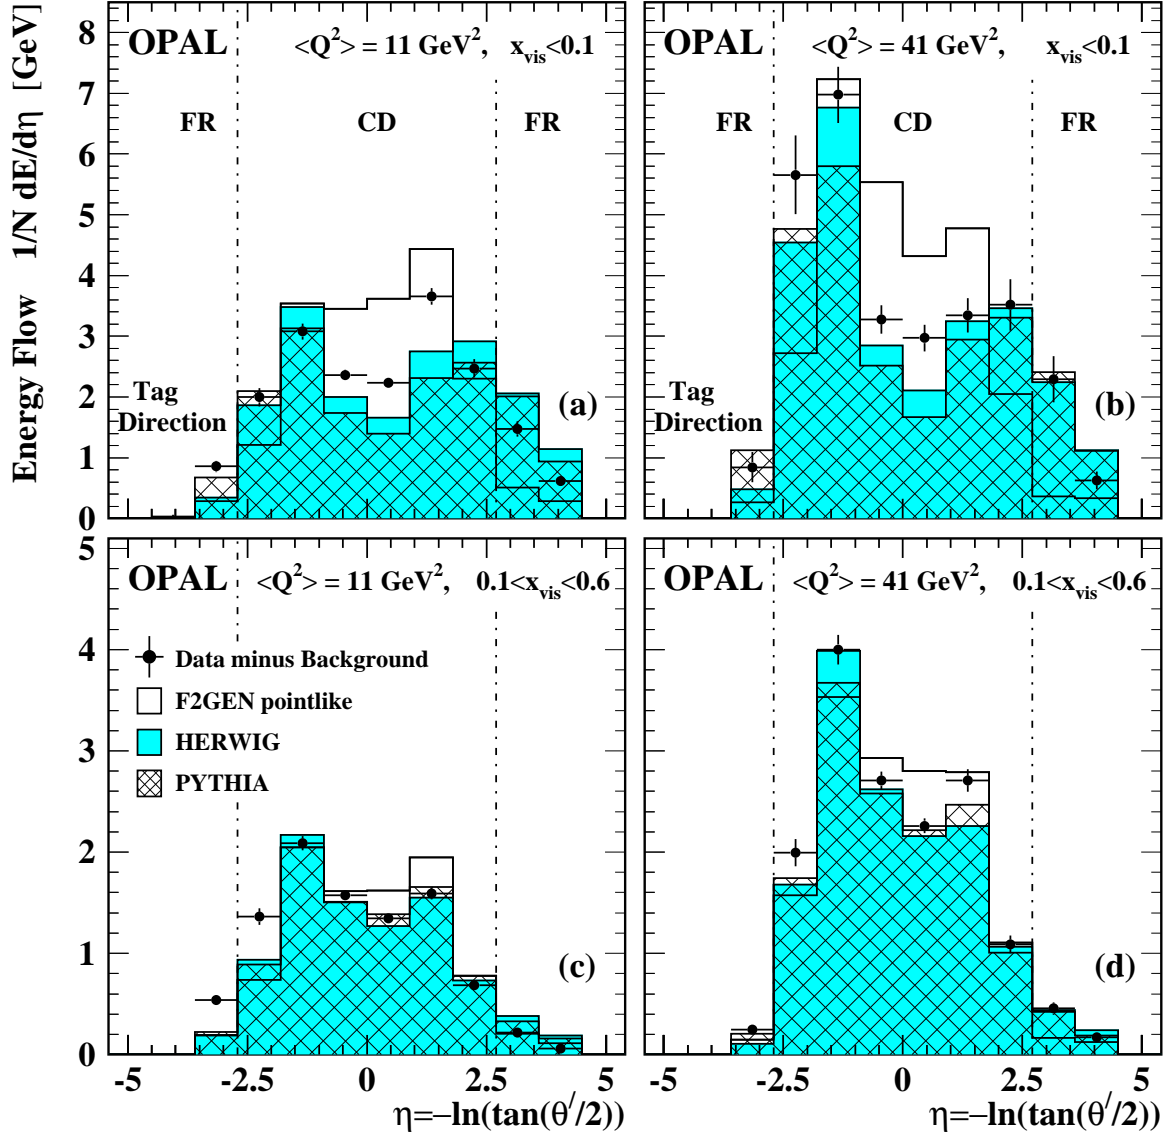 Energy Flow 1/N dE/dη [GeV]
OPAL <Q²> = 11 GeV², x_vis<0.1
FR CD FR
Tag
Direction
(a)
8
7
6
5
4
3
2
1
0
OPAL <Q²> = 41 GeV², x_vis<0.1
FR CD FR
Tag
Direction
(b)
OPAL <Q²> = 11 GeV², 0.1<x_vis<0.6
Data minus Background
F2GEN pointlike
HERWIG
PYTHIA
(c)
5
4
3
2
1
0
-5 -2.5 0 2.5 5
η=−ln(tan(θ′/2))
OPAL <Q²> = 41 GeV², 0.1<x_vis<0.6
(d)
-5 -2.5 0 2.5 5
η=−ln(tan(θ′/2))